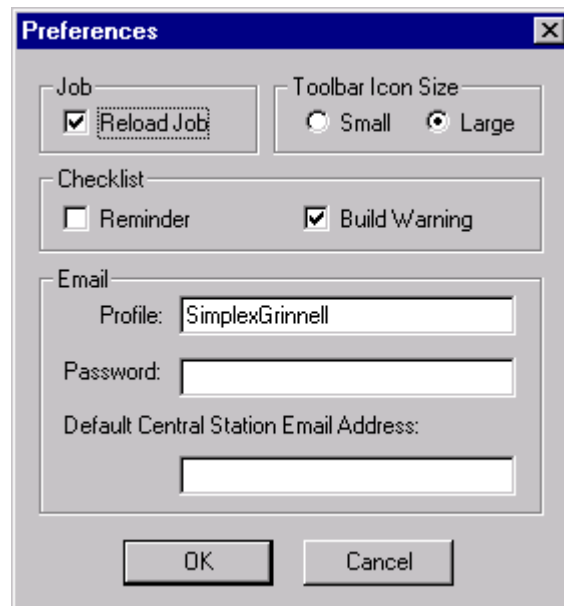 Preferences
Job
Reload Job
Toolbar Icon Size
Small Large
Checklist
Reminder Build Warning
Email
Profile: SimplexGrinnell
Password:
Default Central Station Email Address:
OK Cancel